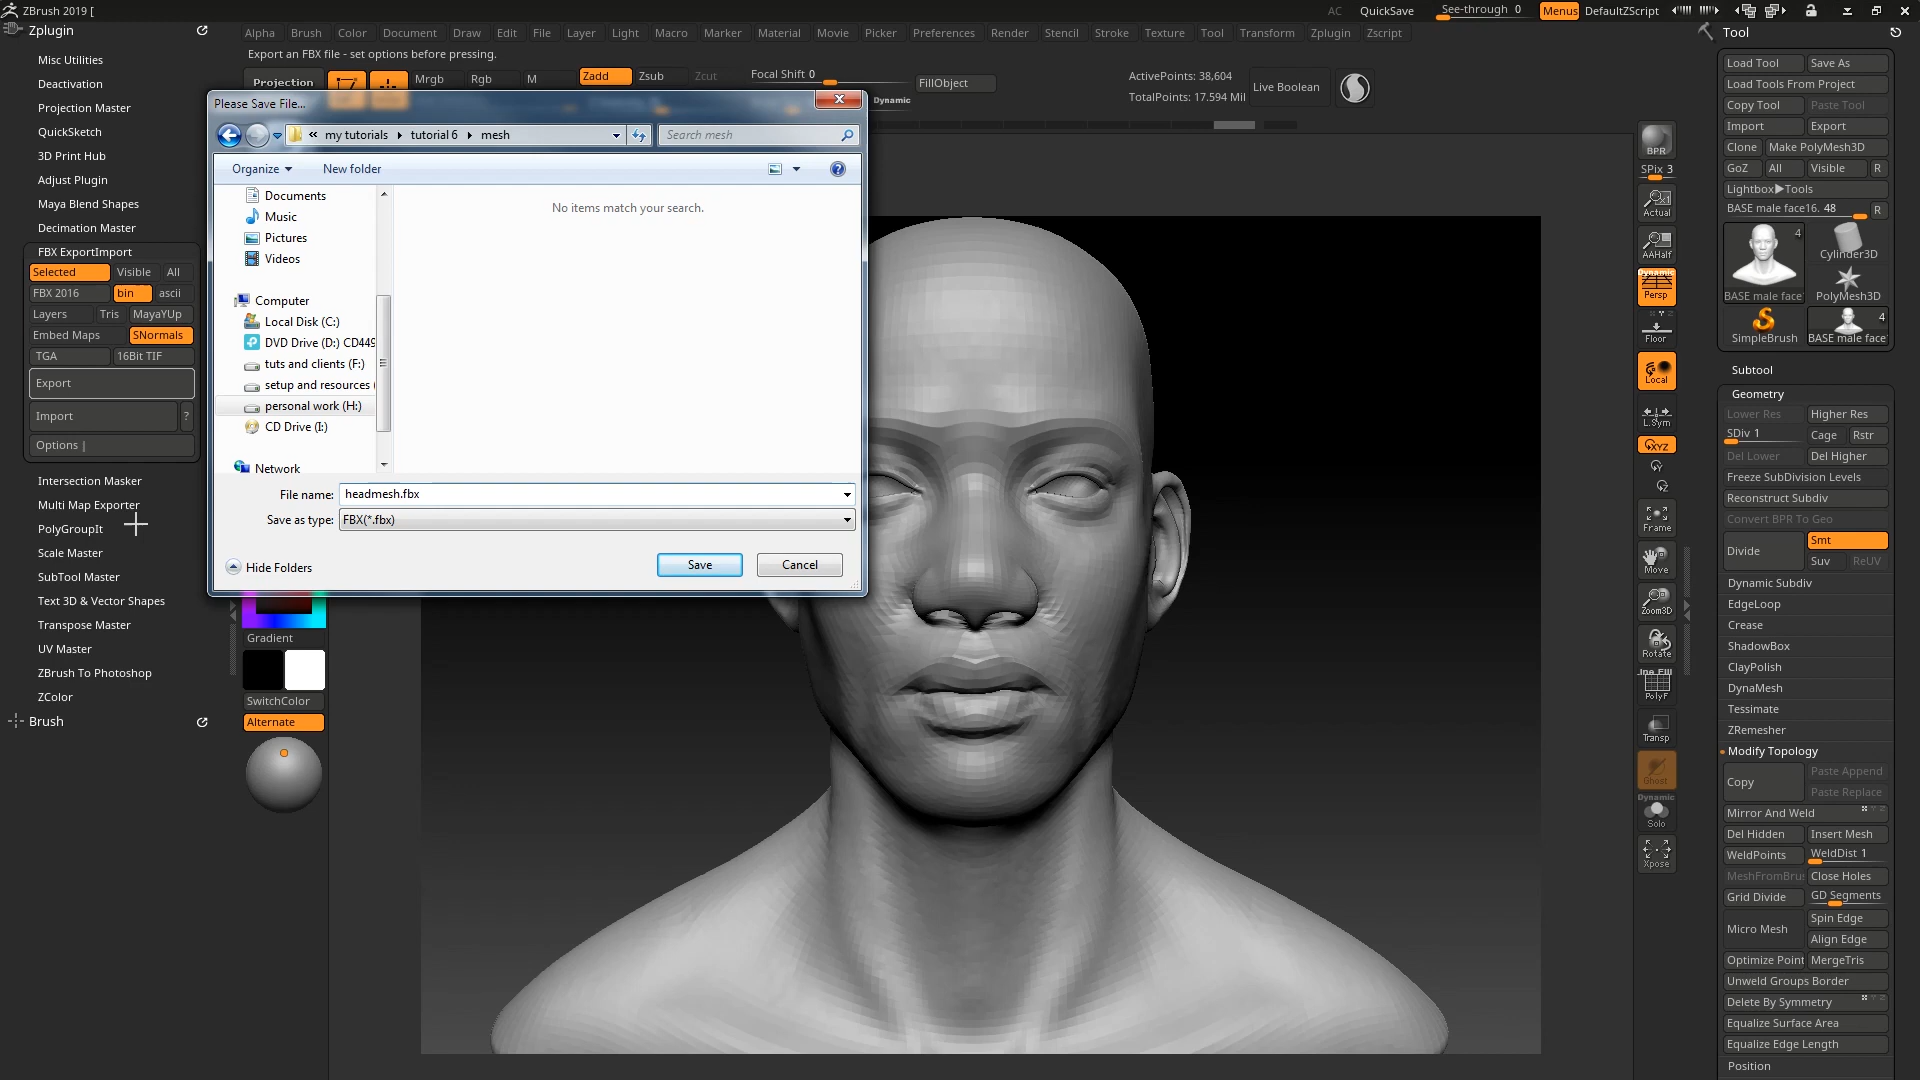 ZBrush 2019 [
AC QuickSave See-through 0 Menus DefaultZScript
Zplugin
Alpha Brush Color Document Draw Edit File Layer Light Macro Marker Material Movie Picker Preferences Render Stencil Stroke Texture Tool Transform Zplugin Zscript
Export an FBX file - set options before pressing.
Projection
Mrgb Rgb M Zadd Zsub Zcut
Focal Shift 0
Dynamic
FillObject
ActivePoints: 38,604
TotalPoints: 17.594 Mil
Live Boolean
Misc Utilities
Deactivation
Projection Master
QuickSketch
3D Print Hub
Adjust Plugin
Maya Blend Shapes
Decimation Master
FBX ExportImport
Selected Visible All
FBX 2016 bin ascii
Layers Tris MayaYUp
Embed Maps SNormals
TGA 16Bit TIF
Export
Import ?
Options |
Intersection Masker
Multi Map Exporter
PolyGroupIt
Scale Master
SubTool Master
Text 3D & Vector Shapes
Transpose Master
UV Master
ZBrush To Photoshop
ZColor
Brush
Please Save File...
« my tutorials tutorial 6 mesh
Search mesh
Organize New folder
Documents
Music
Pictures
Videos
Computer
Local Disk (C:)
DVD Drive (D:) CD449
tuts and clients (F:)
setup and resources (
personal work (H:)
CD Drive (I:)
Network
No items match your search.
File name: headmesh.fbx
Save as type: FBX(*.fbx)
Hide Folders
Save Cancel
Gradient
SwitchColor
Alternate
BPR
SPix 3
Actual
AAHalf
Dynamic
Persp
Floor
Local
L.Sym
XYZ
Frame
Move
Zoom3D
Rotate
Line Fill
PolyF
Transp
Ghost
Dynamic
Solo
Xpose
Tool
Load Tool Save As
Load Tools From Project
Copy Tool Paste Tool
Import Export
Clone Make PolyMesh3D
GoZ All Visible R
Lightbox▶Tools
BASE male face16. 48 R
4
Cylinder3D
BASE male face PolyMesh3D
4
SimpleBrush BASE male face
Subtool
Geometry
Lower Res Higher Res
SDiv 1 Cage Rstr
Del Lower Del Higher
Freeze SubDivision Levels
Reconstruct Subdiv
Convert BPR To Geo
Divide Smt
Suv ReUV
Dynamic Subdiv
EdgeLoop
Crease
ShadowBox
ClayPolish
DynaMesh
Tessimate
ZRemesher
Modify Topology
Copy Paste Append
Paste Replace
Mirror And Weld
Del Hidden Insert Mesh
WeldPoints WeldDist 1
MeshFromBru Close Holes
Grid Divide GD Segments
Micro Mesh Spin Edge
Align Edge
Optimize Point MergeTris
Unweld Groups Border
Delete By Symmetry
Equalize Surface Area
Equalize Edge Length
Position